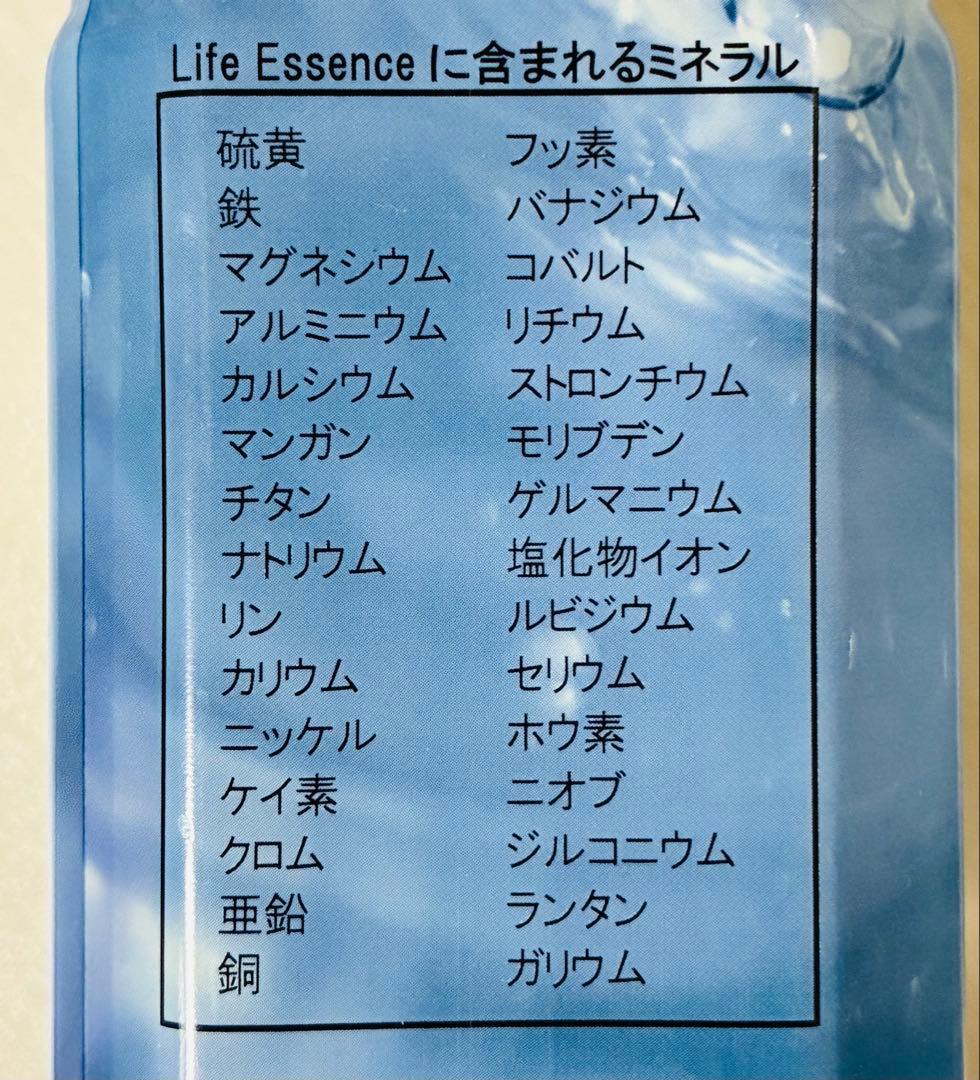 Life Essence に含まれるミネラル
硫黄
鉄
マグネシウム
アルミニウム
カルシウム
マンガン
チタン
ナトリウム
リン
カリウム
ニッケル
ケイ素
クロム
亜鉛
銅
フッ素
バナジウム
コバルト
リチウム
ストロンチウム
モリブデン
ゲルマニウム
塩化物イオン
ルビジウム
セリウム
ホウ素
ニオブ
ジルコニウム
ランタン
ガリウム